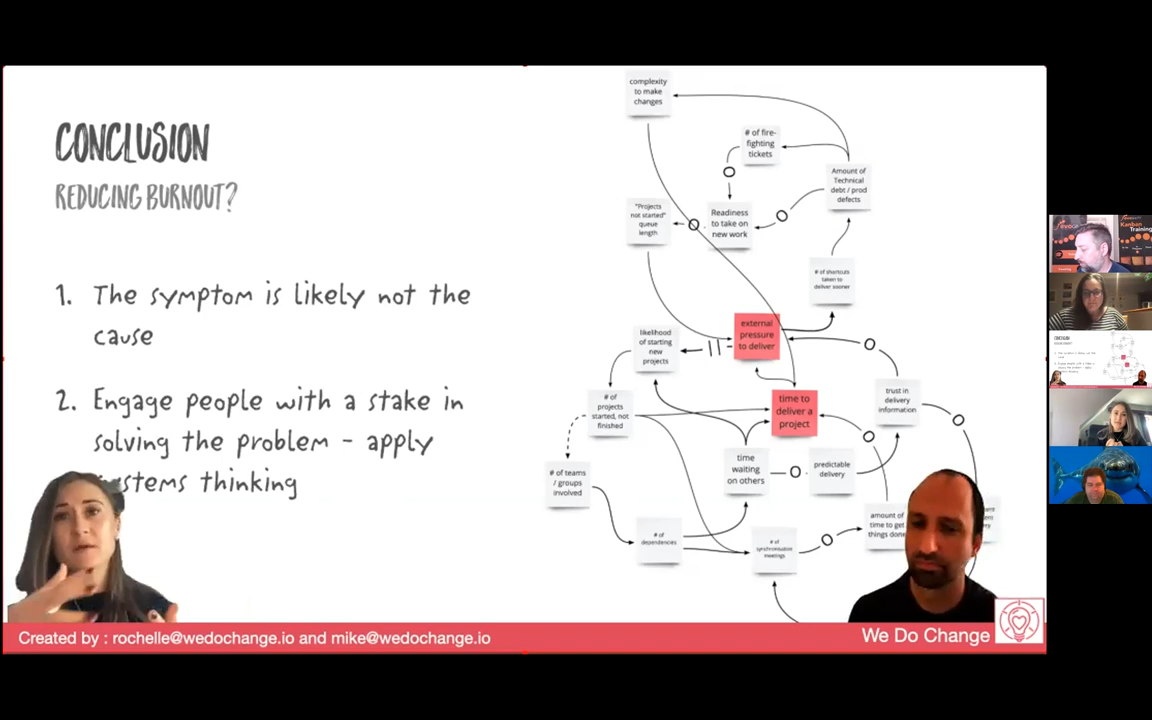 CONCLUSION
REDUCING BURNOUT?
1. The symptom is likely not the
cause
2. Engage people with a stake in
solving the problem - apply
stems thinking
complexity
to make
changes
# of fire-
fighting
tickets
Amount of
Technical
debt / prod
defects
"Projects
not started"
queue
length
Readiness
to take on
new work
# of shortcuts
taken to
deliver sooner
external
pressure
to deliver
likelihood
of starting
new
projects
time to
deliver a
project
trust in
delivery
information
# of
projects
started, not
finished
time
waiting
on others
predictable
delivery
# of teams
/ groups
involved
# of
dependencies
# of
synchronisation
meetings
amount of
time to get
things done
Created by : rochelle@wedochange.io and mike@wedochange.io
We Do Change
Kanban
Training